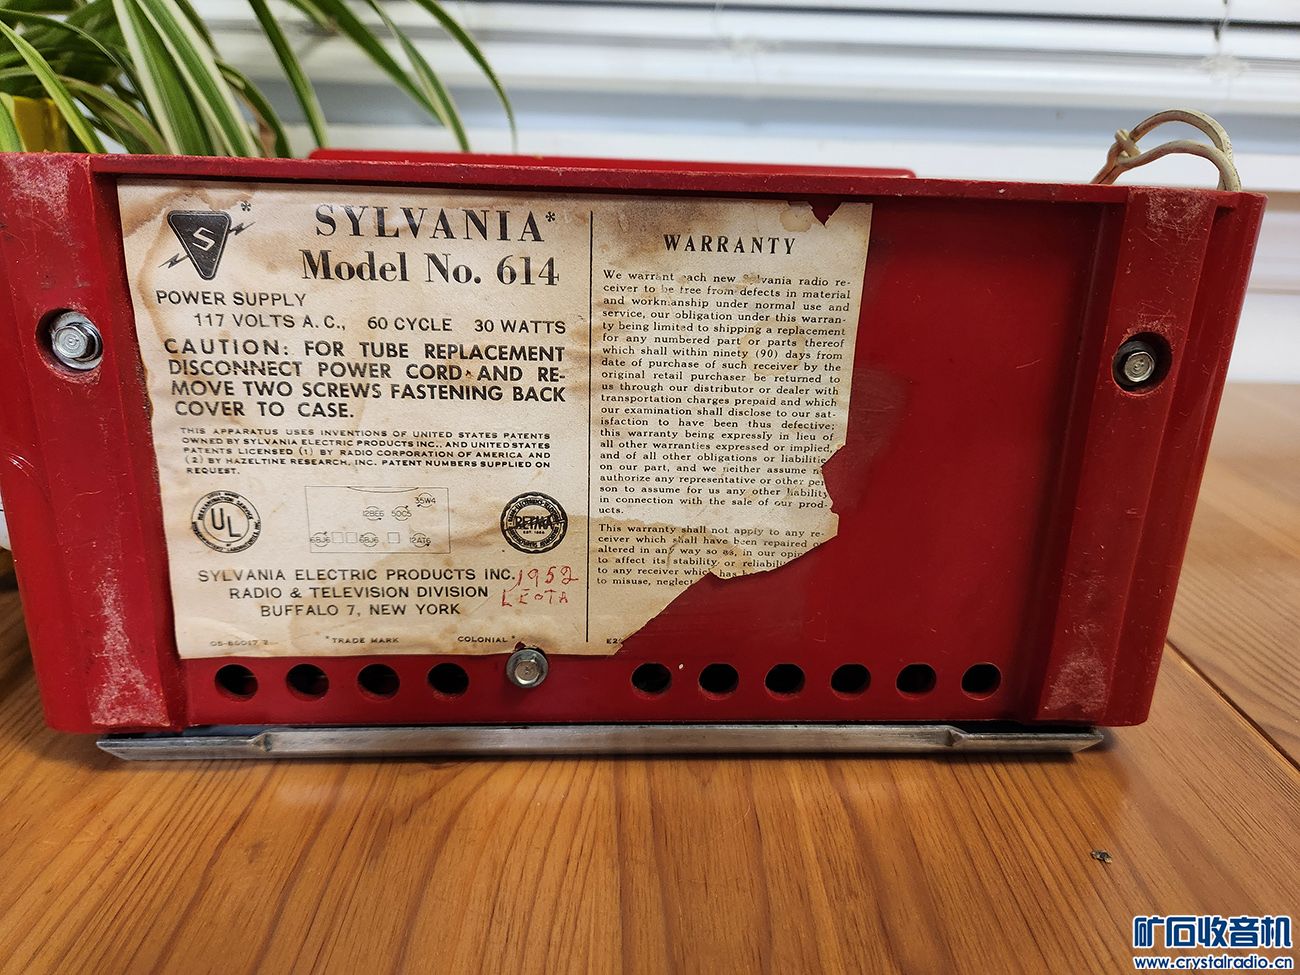 S
*
SYLVANIA*
Model No. 614
POWER SUPPLY
117 VOLTS A.C., 60 CYCLE 30 WATTS
CAUTION: FOR TUBE REPLACEMENT
DISCONNECT POWER CORD AND RE-
MOVE TWO SCREWS FASTENING BACK
COVER TO CASE.
THIS APPARATUS USES INVENTIONS OF UNITED STATES PATENTS
OWNED BY SYLVANIA ELECTRIC PRODUCTS INC., AND UNITED STATES
PATENTS LICENSED (1) BY RADIO CORPORATION OF AMERICA AND
(2) BY HAZELTINE RESEARCH, INC. PATENT NUMBERS SUPPLIED ON
REQUEST.
UL
35W4
12BE6 50C5
6BJ6 6BJ6 12AT6
RETMA
SYLVANIA ELECTRIC PRODUCTS INC.
RADIO & TELEVISION DIVISION
BUFFALO 7, NEW YORK
1952
LEOTA
*TRADE MARK COLONIAL*
WARRANTY
We warrant each new Sylvania radio re-
ceiver to be free from defects in material
and workmanship under normal use and
service, our obligation under this warran-
ty being limited to shipping a replacement
for any numbered part or parts thereof
which shall within ninety (90) days from
date of purchase of such receiver by the
original retail purchaser be returned to
us through our distributor or dealer with
transportation charges prepaid and which
our examination shall disclose to our sat-
isfaction to have been thus defective;
this warranty being expressly in lieu of
all other warranties expressed or implied,
and of all other obligations or liabilitie
on our part, and we neither assume
authorize any representative or other per
son to assume for us any other liability
in connection with the sale of our prod-
ucts.
This warranty shall not apply to any re-
ceiver which shall have been repaired o
altered in any way so as, in our opin
to affect its stability or reliabili
to any receiver which has b
to misuse, neglect
矿石收音机
www.crystalradio.cn